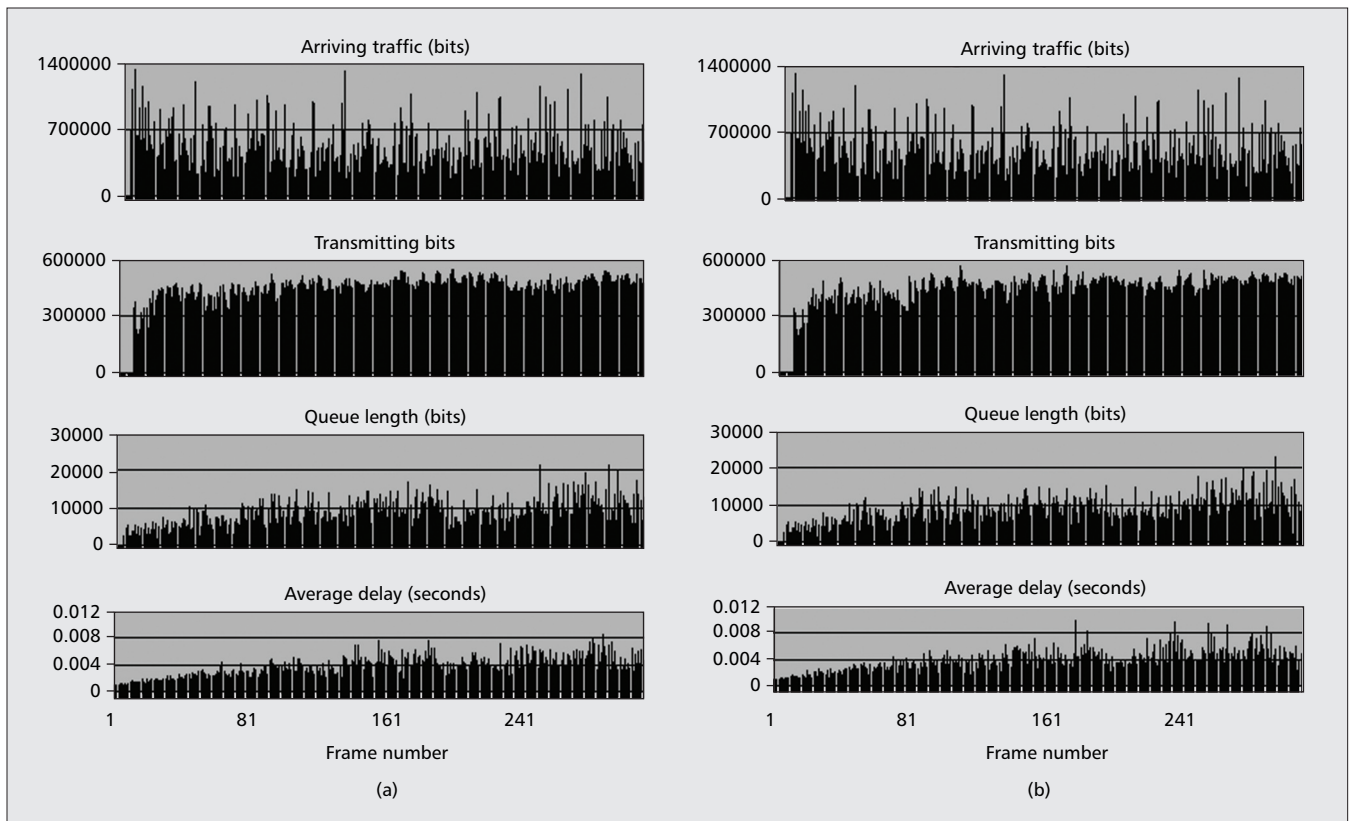 Arriving traffic (bits)
1400000
700000
0
Transmitting bits
600000
300000
0
Queue length (bits)
30000
20000
10000
0
Average delay (seconds)
0.012
0.008
0.004
0
1 81 161 241
Frame number
(a)
Arriving traffic (bits)
1400000
700000
0
Transmitting bits
600000
300000
0
Queue length (bits)
30000
20000
10000
0
Average delay (seconds)
0.012
0.008
0.004
0
1 81 161 241
Frame number
(b)